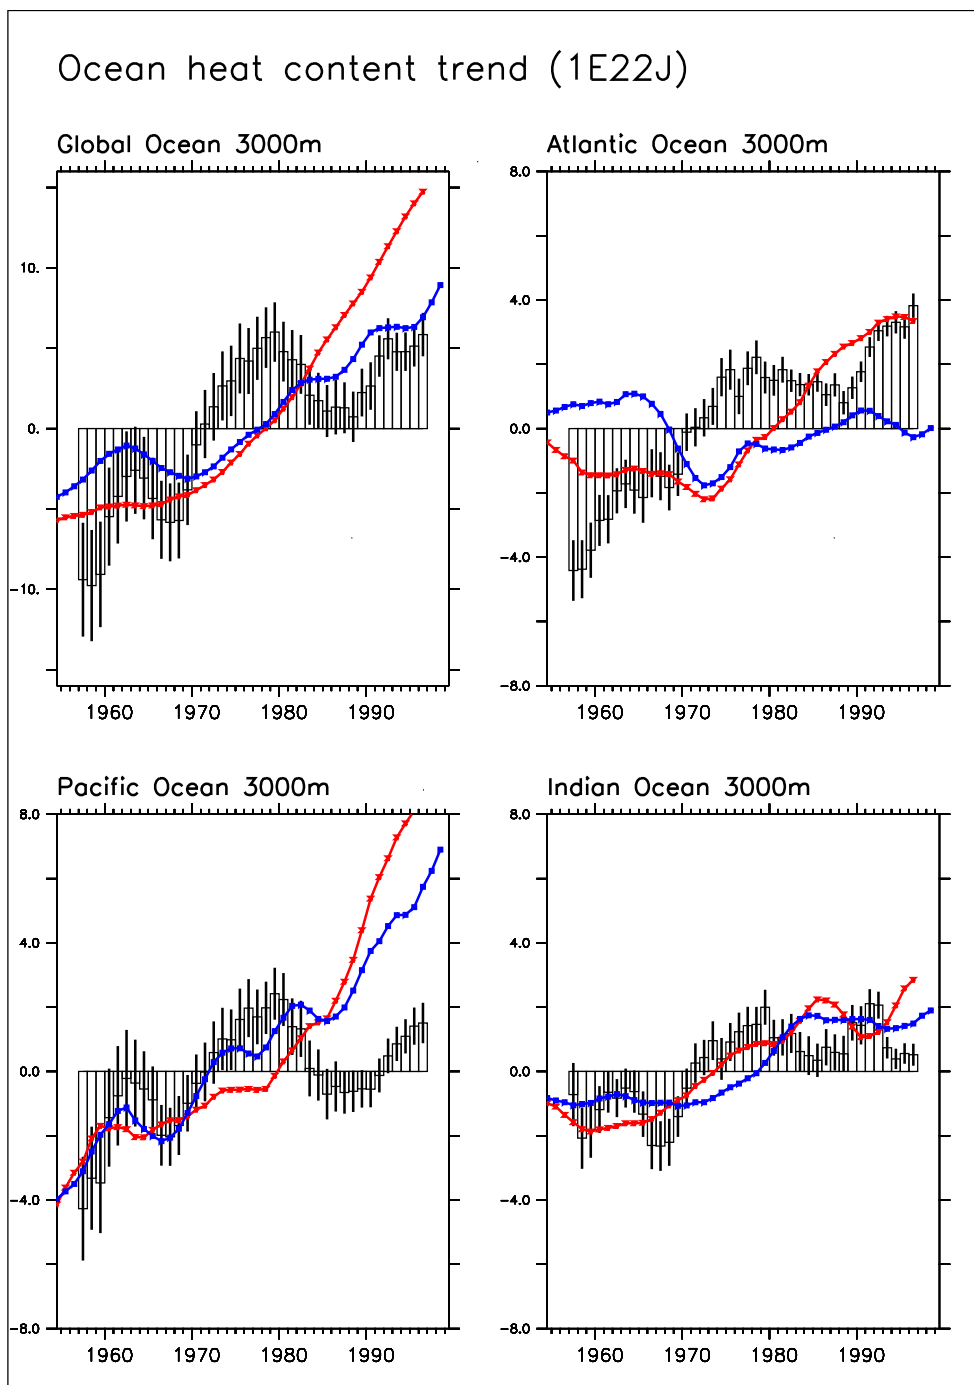 Ocean heat content trend (1E22J)
Global Ocean 3000m
10.
0.
-10.
1960 1970 1980 1990
Atlantic Ocean 3000m
8.0
4.0
0.0
-4.0
-8.0
1960 1970 1980 1990
Pacific Ocean 3000m
8.0
4.0
0.0
-4.0
-8.0
1960 1970 1980 1990
Indian Ocean 3000m
8.0
4.0
0.0
-4.0
-8.0
1960 1970 1980 1990